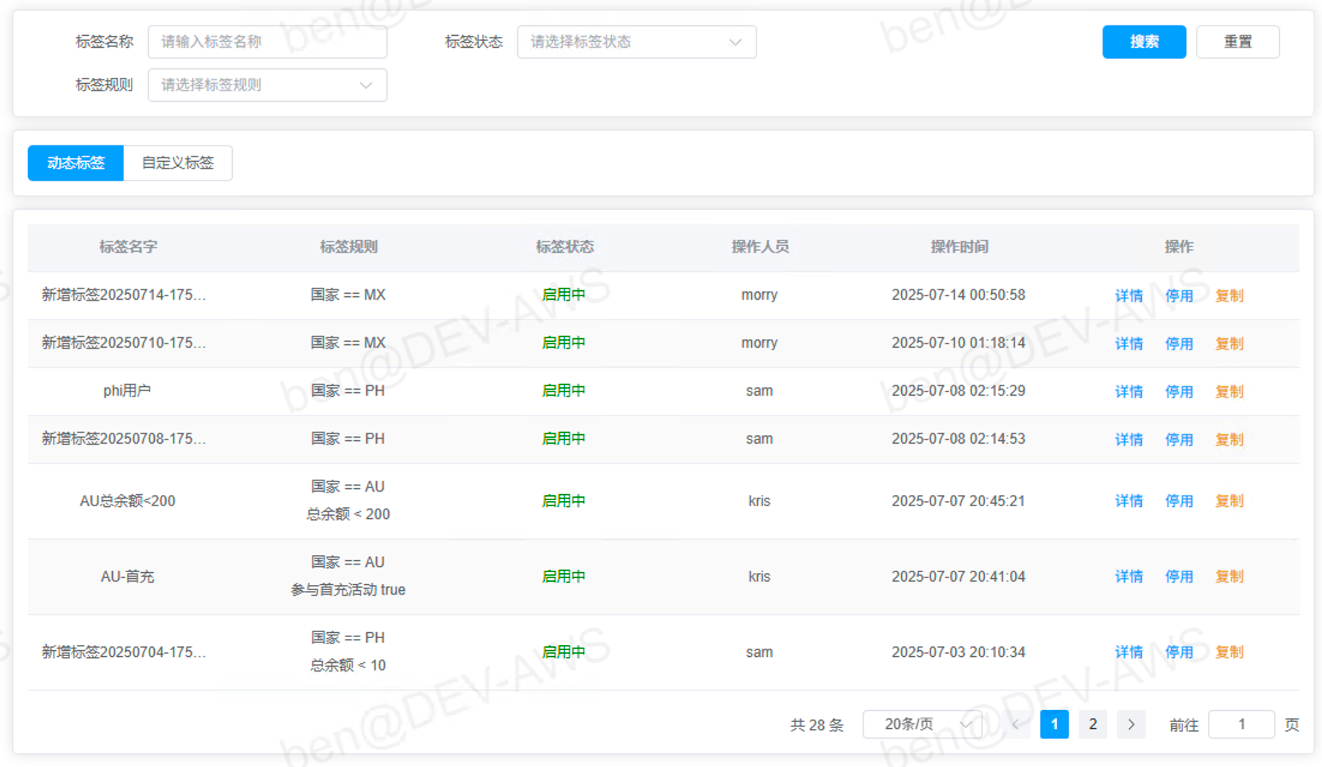 标签名称 请输入标签名称 标签状态 请选择标签状态 搜索 重置
标签规则 请选择标签规则
动态标签 自定义标签
标签名字 标签规则 标签状态 操作人员 操作时间 操作
新增标签20250714-175... 国家 == MX 启用中 morry 2025-07-14 00:50:58 详情 停用 复制
新增标签20250710-175... 国家 == MX 启用中 morry 2025-07-10 01:18:14 详情 停用 复制
phi用户 国家 == PH 启用中 sam 2025-07-08 02:15:29 详情 停用 复制
新增标签20250708-175... 国家 == PH 启用中 sam 2025-07-08 02:14:53 详情 停用 复制
AU总余额<200 国家 == AU 启用中 kris 2025-07-07 20:45:21 详情 停用 复制
总余额 < 200
AU-首充 国家 == AU 启用中 kris 2025-07-07 20:41:04 详情 停用 复制
参与首充活动 true
新增标签20250704-175... 国家 == PH 启用中 sam 2025-07-03 20:10:34 详情 停用 复制
总余额 < 10
共 28 条 20条/页 1 2 前往 1 页
ben@DEV-AWS
ben@DEV-AWS
ben@DEV-AWS
ben@DEV-AWS